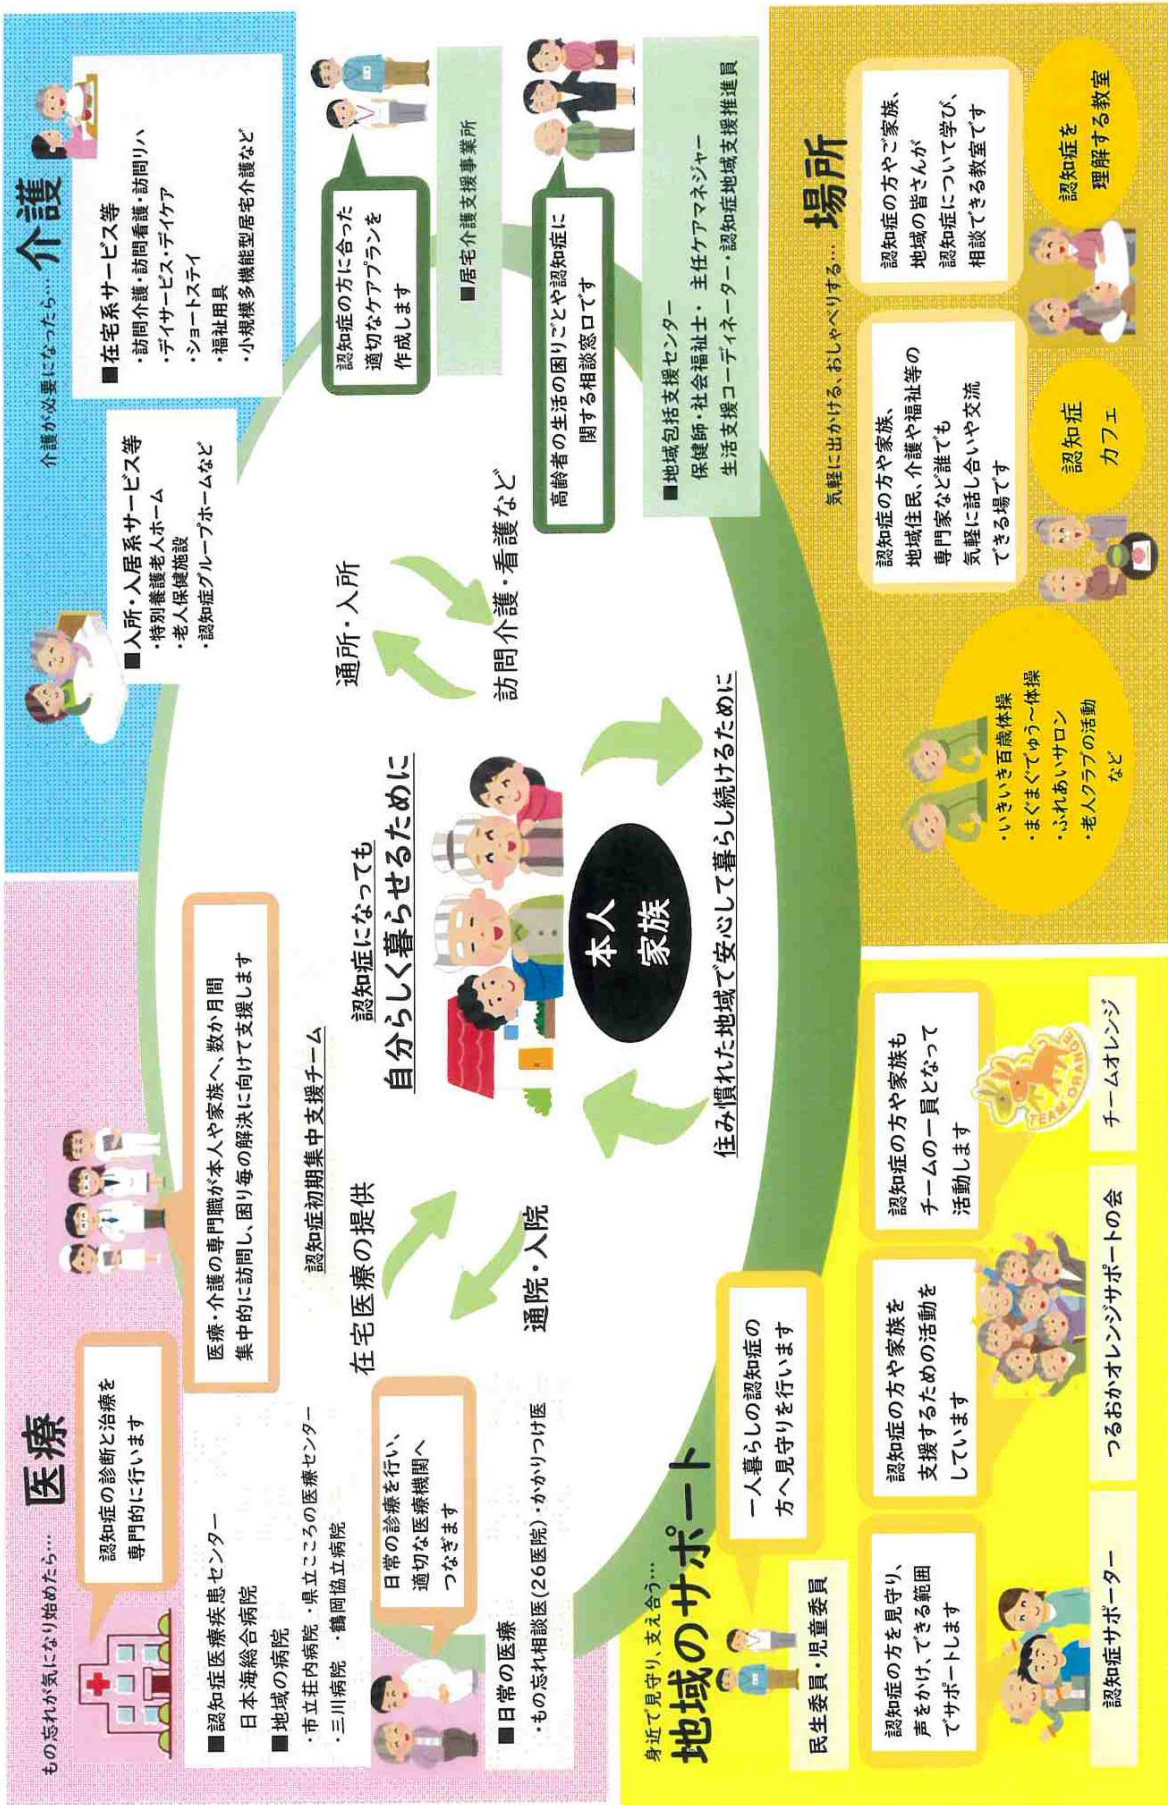 もの忘れが気になり始めたら…
医療
認知症の診断と治療を
専門的に行います
■認知症医療疾患センター
日本海総合病院
■地域の病院
・市立荘内病院 ・県立こころの医療センター
・三川病院 ・鶴岡協立病院
日常の診療を行い、
適切な医療機関へ
つなぎます
■日常の医療
・もの忘れ相談医(26医院)・かかりつけ医
医療・介護の専門職が本人や家族へ、数か月間
集中的に訪問し、困り毎の解決に向けて支援します
認知症初期集中支援チーム
在宅医療の提供
通院・入院
介護が必要になったら…
介護
■入所・入居系サービス等
・特別養護老人ホーム
・老人保健施設
・認知症グループホームなど
■在宅系サービス等
・訪問介護・訪問看護・訪問リハ
・デイサービス・デイケア
・ショートステイ
・福祉用具
・小規模多機能型居宅介護など
認知症の方に合った
適切なケアプランを
作成します
■居宅介護支援事業所
高齢者の生活の困りごとや認知症に
関する相談窓口です
■地域包括支援センター
保健師・社会福祉士・ 主任ケアマネジャー
生活支援コーディネーター・認知症地域支援推進員
通所・入所
訪問介護・看護など
認知症になっても
自分らしく暮らせるために
本人
家族
住み慣れた地域で安心して暮らし続けるために
身近で見守り、支え合う…
地域のサポート
一人暮らしの認知症の
方へ見守りを行います
民生委員・児童委員
認知症の方を見守り、
声をかけ、できる範囲
でサポートします
認知症サポーター
認知症の方や家族を
支援するための活動を
しています
つるおかオレンジサポートの会
認知症の方や家族も
チームの一員となって
活動します
TEAM ORANGE
チームオレンジ
気軽に出かける、おしゃべりする…
場所
・いきいき百歳体操
・まぐまぐでゅう～体操
・ふれあいサロン
・老人クラブの活動
など
認知症の方や家族、
地域住民、介護や福祉等の
専門家など誰でも
気軽に話し合いや交流
できる場です
認知症
カフェ
認知症の方やご家族、
地域の皆さんが
認知症について学び、
相談できる教室です
認知症を
理解する教室